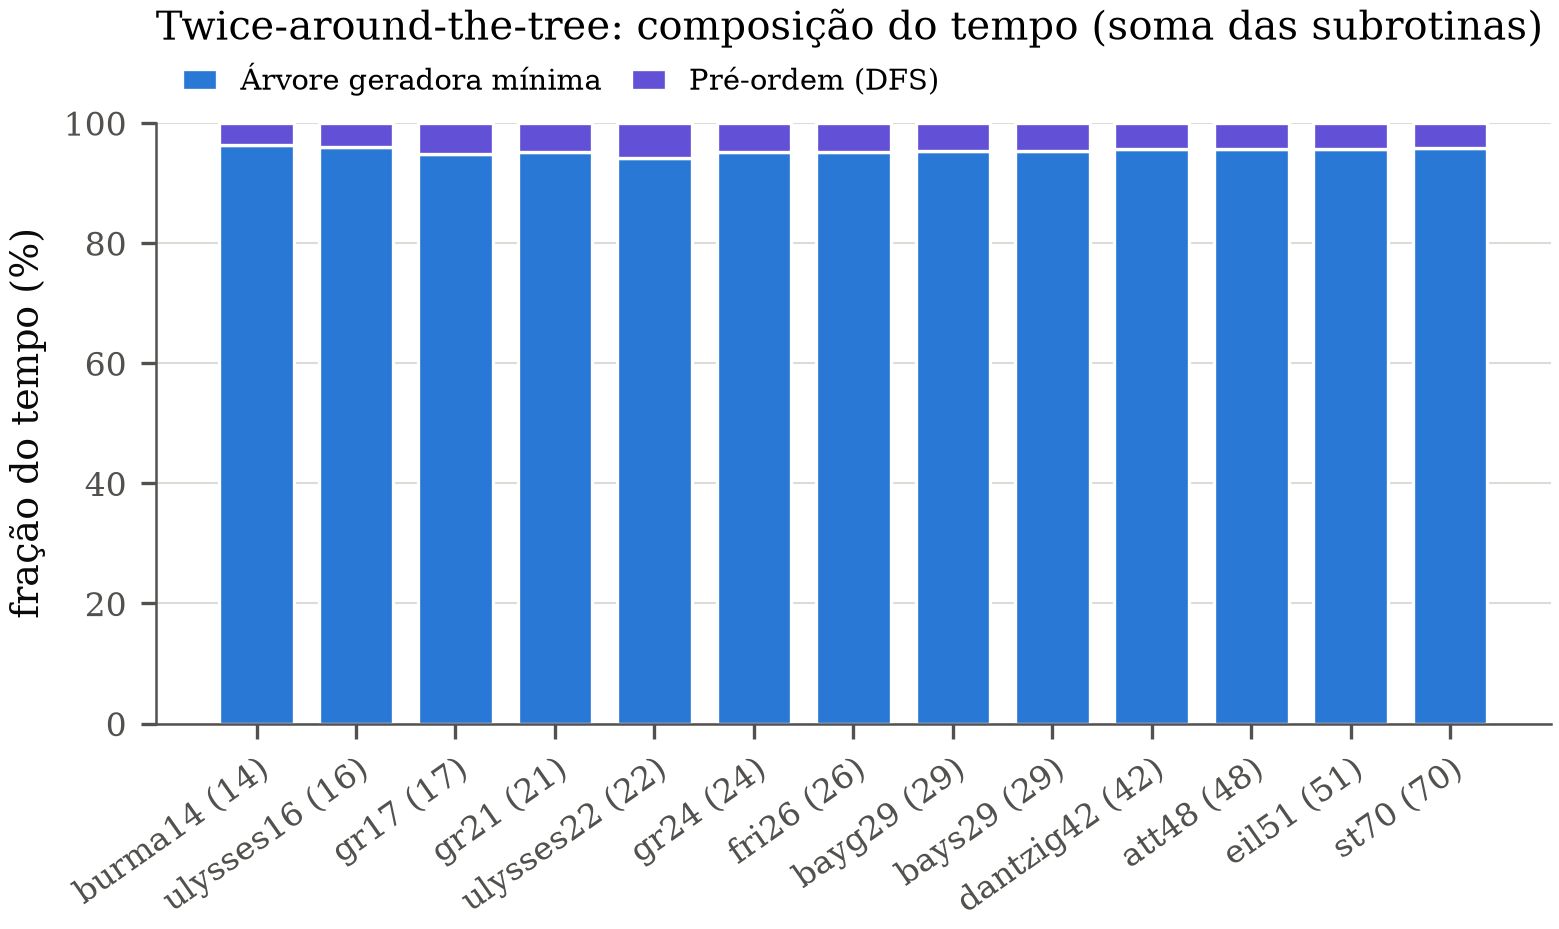 Twice-around-the-tree: composição do tempo (soma das subrotinas)
Árvore geradora mínima
Pré-ordem (DFS)
fração do tempo (%)
100
80
60
40
20
0
burma14 (14)
ulysses16 (16)
gr17 (17)
gr21 (21)
ulysses22 (22)
gr24 (24)
fri26 (26)
bayg29 (29)
bays29 (29)
dantzig42 (42)
att48 (48)
eil51 (51)
st70 (70)